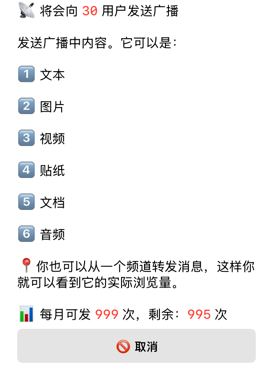 📡 将会向 30 用户发送广播
发送广播中内容。它可以是：
1️⃣ 文本
2️⃣ 图片
3️⃣ 视频
4️⃣ 贴纸
5️⃣ 文档
6️⃣ 音频
📍你也可以从一个频道转发消息，这样你
就可以看到它的实际浏览量。
📊 每月可发 999 次，剩余：995 次
🚫 取消